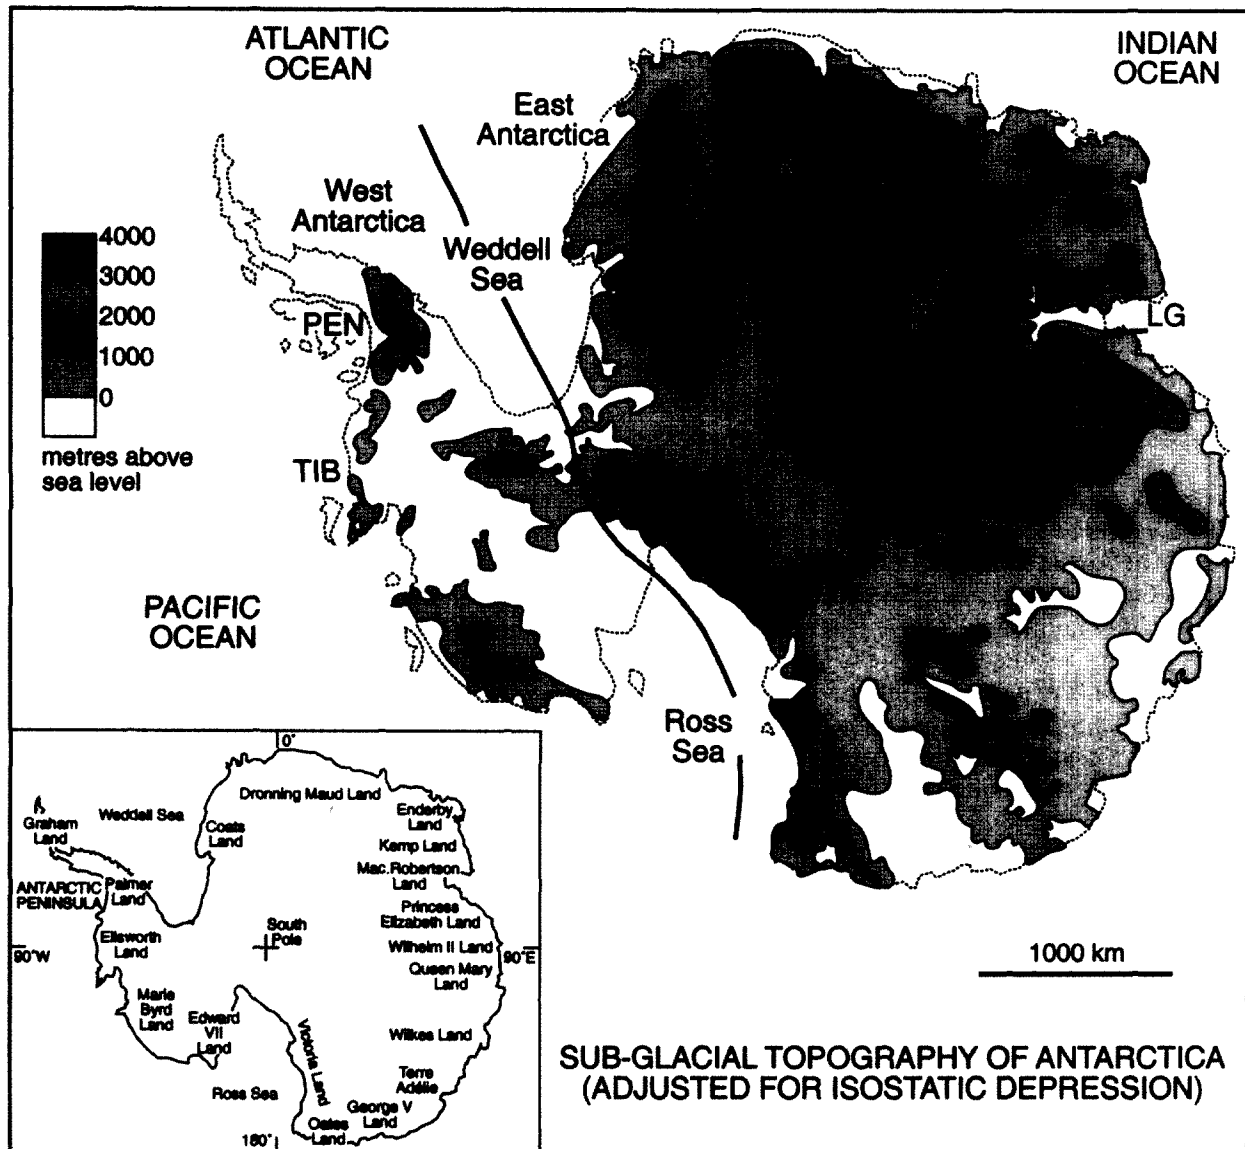 ATLANTIC
OCEAN
INDIAN
OCEAN
East
Antarctica
West
Antarctica
Weddell
Sea
4000
3000
2000
1000
0
metres above
sea level
PEN
LG
TIB
PACIFIC
OCEAN
Ross
Sea
1000 km
SUB-GLACIAL TOPOGRAPHY OF ANTARCTICA
(ADJUSTED FOR ISOSTATIC DEPRESSION)
0°
Dronning Maud Land
Weddell Sea
Graham
Land
Coats
Land
Enderby
Land
Kemp Land
Mac.Robertson
Land
ANTARCTIC
PENINSULA
Palmer
Land
Princess
Elizabeth Land
South
Pole
Ellsworth
Land
90°W
Wilhelm II Land
90°E
Queen Mary
Land
Marie
Byrd
Land
Edward
VII
Land
Victoria Land
Wilkes Land
Ross Sea
Terre
Adélie
George V
Land
Oates
Land
180°